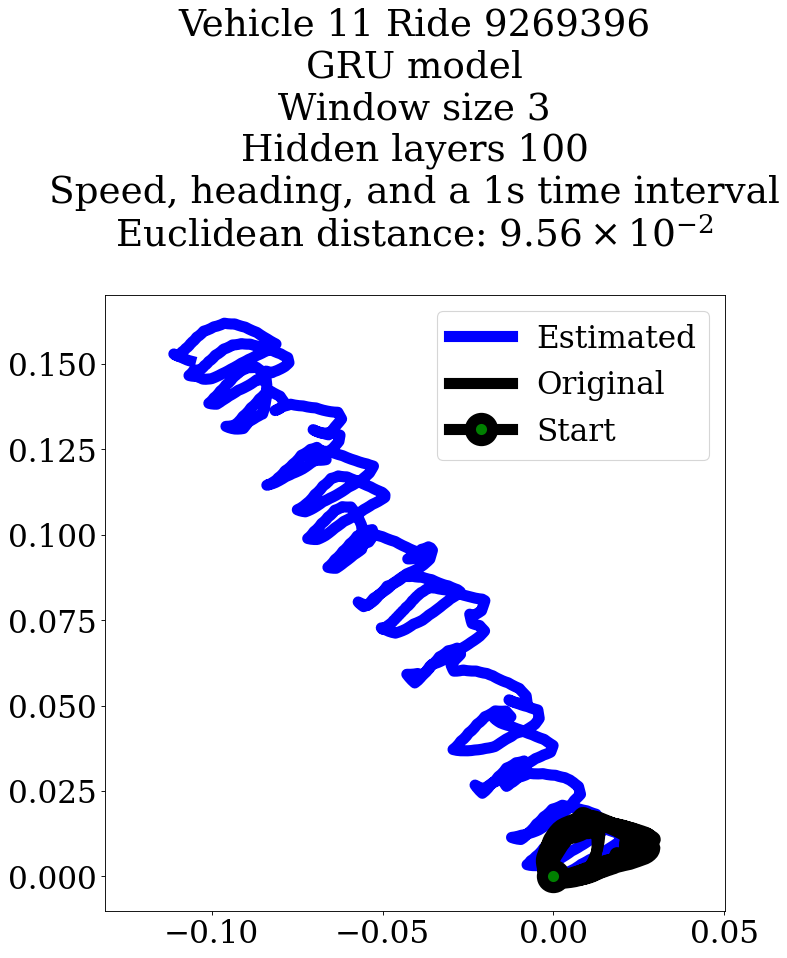 Vehicle 11 Ride 9269396
GRU model
Window size 3
Hidden layers 100
Speed, heading, and a 1s time interval
Euclidean distance: 9.56 × 10⁻²
Estimated
Original
Start
0.150
0.125
0.100
0.075
0.050
0.025
0.000
−0.10
−0.05
0.00
0.05